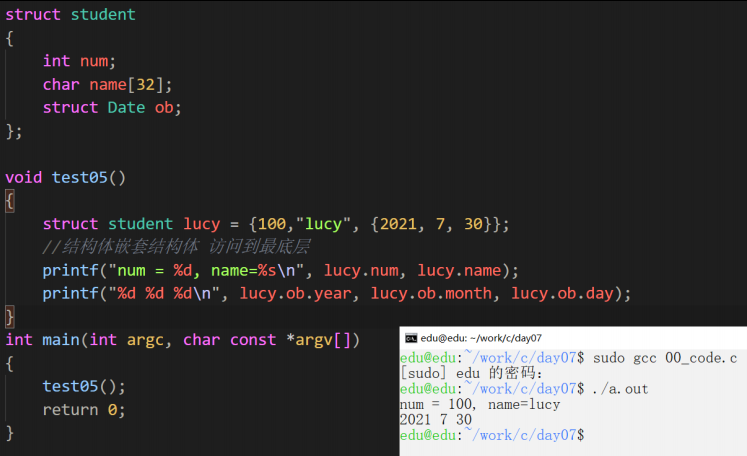 struct student
{
    int num;
    char name[32];
    struct Date ob;
};
void test05()
{
    struct student lucy = {100,"lucy", {2021, 7, 30}};
    //结构体嵌套结构体 访问到最底层
    printf("num = %d, name=%s\n", lucy.num, lucy.name);
    printf("%d %d %d\n", lucy.ob.year, lucy.ob.month, lucy.ob.day);
}
int main(int argc, char const *argv[])
{
    test05();
    return 0;
}
edu@edu: ~/work/c/day07
edu@edu:~/work/c/day07$ sudo gcc 00_code.c
[sudo] edu 的密码：
edu@edu:~/work/c/day07$ ./a.out
num = 100, name=lucy
2021 7 30
edu@edu:~/work/c/day07$